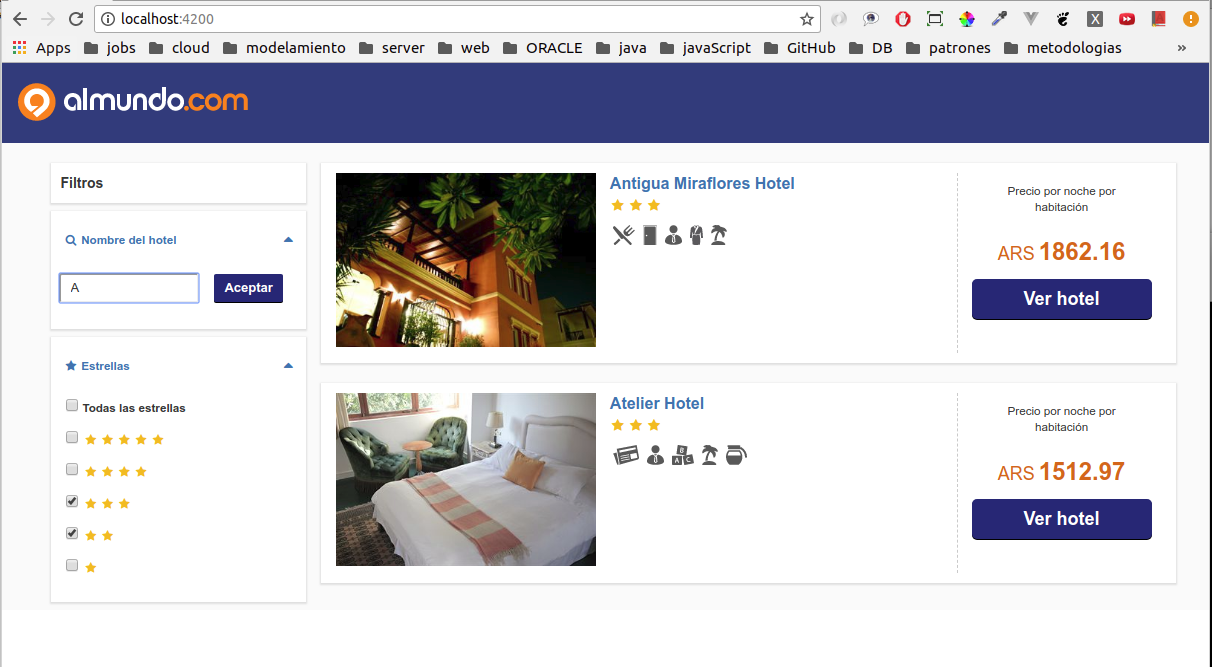 localhost:4200
Apps jobs cloud modelamiento server web ORACLE java javaScript GitHub DB patrones metodologias »
almundo.com
Filtros
Nombre del hotel
A
Aceptar
Estrellas
Todas las estrellas
Antigua Miraflores Hotel
Precio por noche por
habitación
ARS 1862.16
Ver hotel
Atelier Hotel
Precio por noche por
habitación
ARS 1512.97
Ver hotel